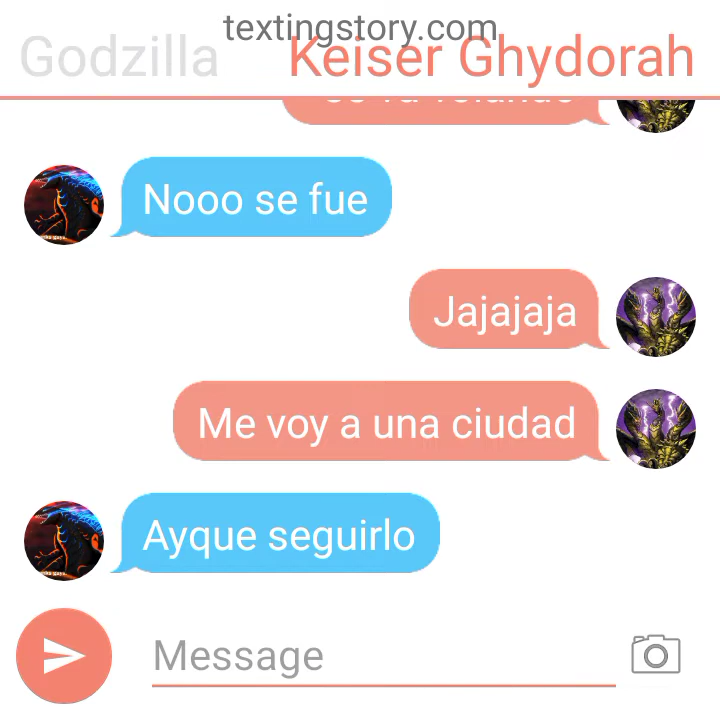 textingstory.com
Godzilla Keiser Ghydorah
Nooo se fue
Jajajaja
Me voy a una ciudad
Ayque seguirlo
Message